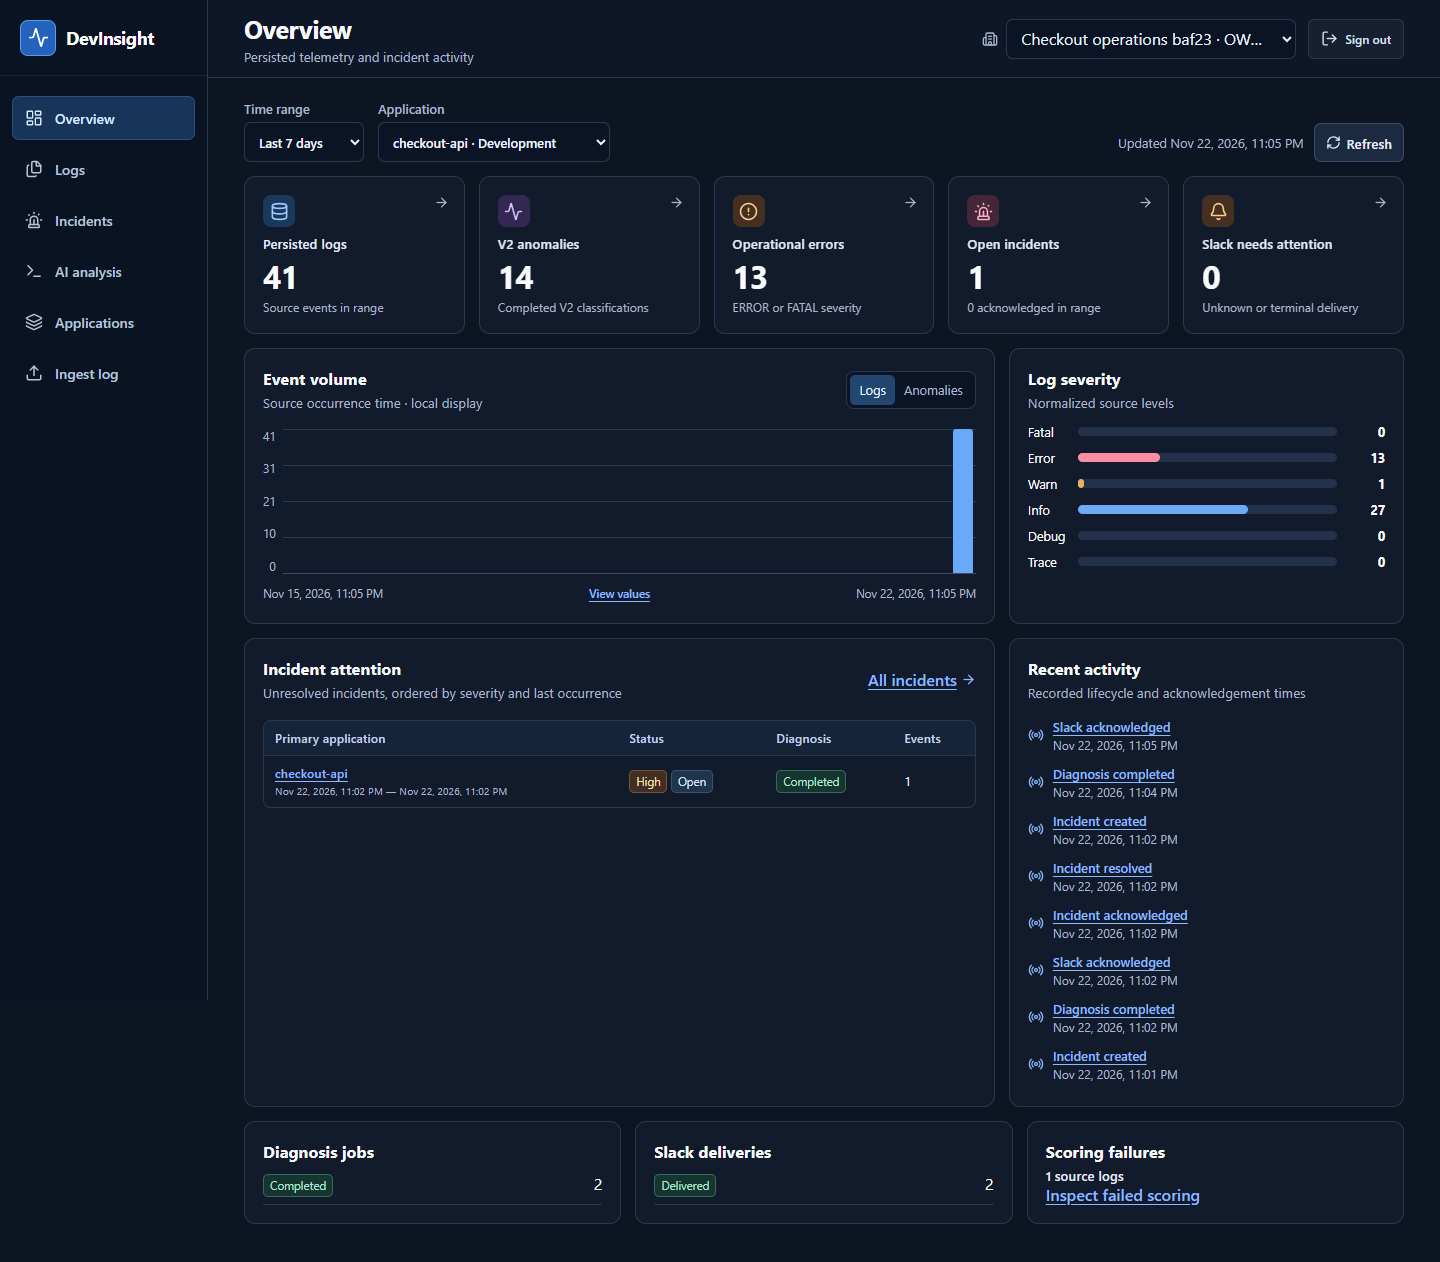 DevInsight
Overview
Logs
Incidents
AI analysis
Applications
Ingest log
Overview
Persisted telemetry and incident activity
Checkout operations baf23 · OW...
Sign out
Time range
Application
Last 7 days
checkout-api · Development
Updated Nov 22, 2026, 11:05 PM
Refresh
Persisted logs
41
Source events in range
V2 anomalies
14
Completed V2 classifications
Operational errors
13
ERROR or FATAL severity
Open incidents
1
0 acknowledged in range
Slack needs attention
0
Unknown or terminal delivery
Event volume
Source occurrence time · local display
Logs
Anomalies
41
31
21
10
0
Nov 15, 2026, 11:05 PM
View values
Nov 22, 2026, 11:05 PM
Log severity
Normalized source levels
Fatal 0
Error 13
Warn 1
Info 27
Debug 0
Trace 0
Incident attention
Unresolved incidents, ordered by severity and last occurrence
All incidents
Primary application Status Diagnosis Events
checkout-api
Nov 22, 2026, 11:02 PM — Nov 22, 2026, 11:02 PM
High Open Completed 1
Recent activity
Recorded lifecycle and acknowledgement times
Slack acknowledged
Nov 22, 2026, 11:05 PM
Diagnosis completed
Nov 22, 2026, 11:04 PM
Incident created
Nov 22, 2026, 11:02 PM
Incident resolved
Nov 22, 2026, 11:02 PM
Incident acknowledged
Nov 22, 2026, 11:02 PM
Slack acknowledged
Nov 22, 2026, 11:02 PM
Diagnosis completed
Nov 22, 2026, 11:02 PM
Incident created
Nov 22, 2026, 11:01 PM
Diagnosis jobs
Completed 2
Slack deliveries
Delivered 2
Scoring failures
1 source logs
Inspect failed scoring